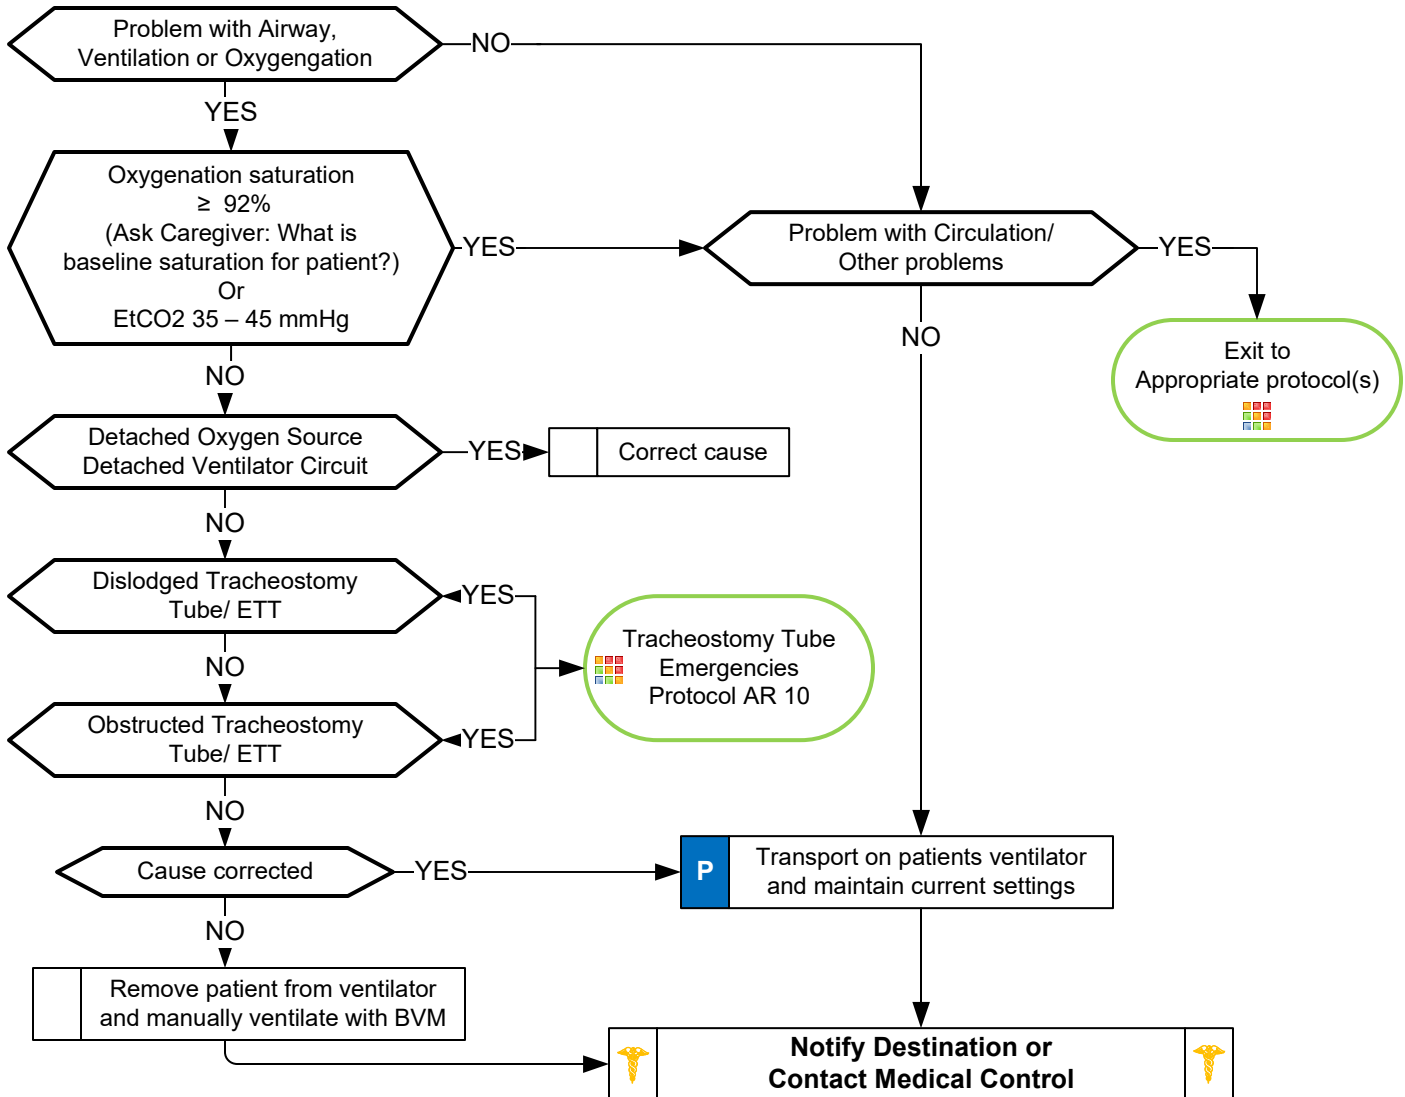 Problem with Airway,
Ventilation or Oxygengation
NO
YES
Oxygenation saturation
≥ 92%
(Ask Caregiver: What is
baseline saturation for patient?)
Or
EtCO2 35 – 45 mmHg
YES
Problem with Circulation/
Other problems
YES
NO
NO
Exit to
Appropriate protocol(s)
Detached Oxygen Source
Detached Ventilator Circuit
YES
Correct cause
NO
Dislodged Tracheostomy
Tube/ ETT
YES
NO
Tracheostomy Tube
Emergencies
Protocol AR 10
Obstructed Tracheostomy
Tube/ ETT
YES
NO
Cause corrected
YES
P
Transport on patients ventilator
and maintain current settings
NO
Remove patient from ventilator
and manually ventilate with BVM
Notify Destination or
Contact Medical Control